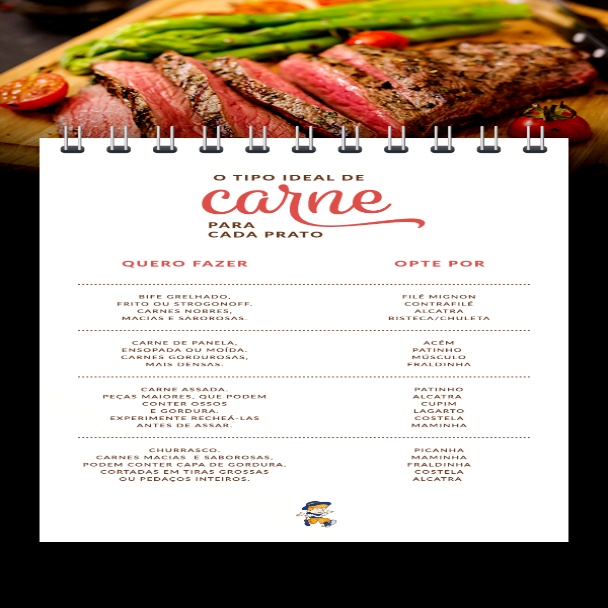 O TIPO IDEAL DE
carne
PARA
CADA PRATO
QUERO FAZER
OPTE POR
BIFE GRELHADO,
FRITO OU STROGONOFF.
CARNES NOBRES,
MACIAS E SABOROSAS.
FILÉ MIGNON
CONTRAFILÉ
ALCATRA
BISTECA/CHULETA
CARNE DE PANELA,
ENSOPADA OU MOÍDA.
CARNES GORDUROSAS,
MAIS DENSAS.
ACÉM
PATINHO
MÚSCULO
FRALDINHA
CARNE ASSADA.
PEÇAS MAIORES, QUE PODEM
CONTER OSSOS
E GORDURA.
EXPERIMENTE RECHEÁ-LAS
ANTES DE ASSAR.
PATINHO
ALCATRA
CUPIM
LAGARTO
COSTELA
MAMINHA
CHURRASCO.
CARNES MACIAS E SABOROSAS,
PODEM CONTER CAPA DE GORDURA.
CORTADAS EM TIRAS GROSSAS
OU PEDAÇOS INTEIROS.
PICANHA
MAMINHA
FRALDINHA
COSTELA
ALCATRA